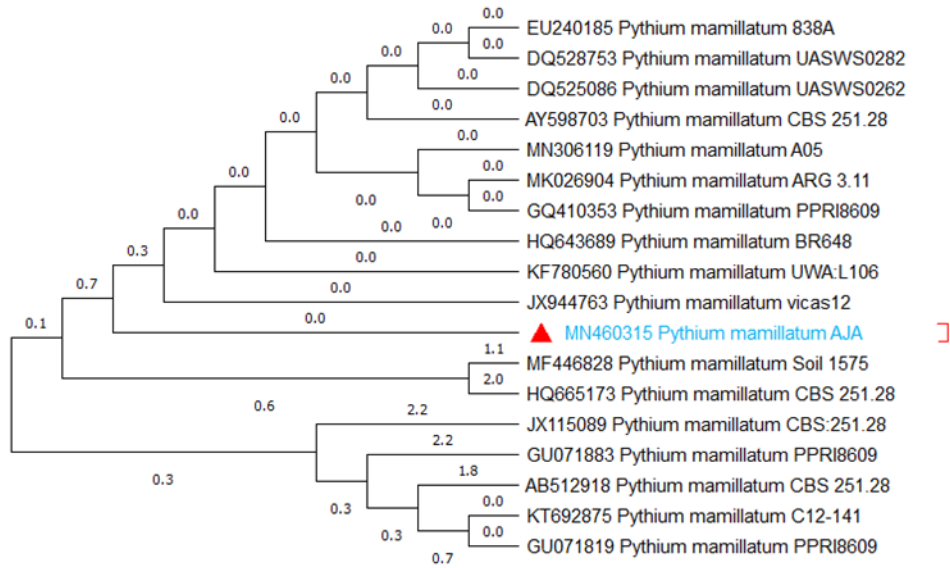 0.0
EU240185 Pythium mamillatum 838A
0.0
0.0
DQ528753 Pythium mamillatum UASWS0282
0.0
0.0
DQ525086 Pythium mamillatum UASWS0262
0.0
0.0
AY598703 Pythium mamillatum CBS 251.28
0.0
0.0
MN306119 Pythium mamillatum A05
0.0
0.0
MK026904 Pythium mamillatum ARG 3.11
0.0
0.0
0.0
GQ410353 Pythium mamillatum PPRI8609
0.0
0.0
0.0
HQ643689 Pythium mamillatum BR648
0.3
0.0
KF780560 Pythium mamillatum UWA:L106
0.7
0.0
JX944763 Pythium mamillatum vicas12
0.1
0.0
MN460315 Pythium mamillatum AJA
1.1
MF446828 Pythium mamillatum Soil 1575
2.0
HQ665173 Pythium mamillatum CBS 251.28
0.6
2.2
JX115089 Pythium mamillatum CBS:251.28
2.2
GU071883 Pythium mamillatum PPRI8609
0.3
1.8
AB512918 Pythium mamillatum CBS 251.28
0.3
0.0
KT692875 Pythium mamillatum C12-141
0.3
0.0
GU071819 Pythium mamillatum PPRI8609
0.7